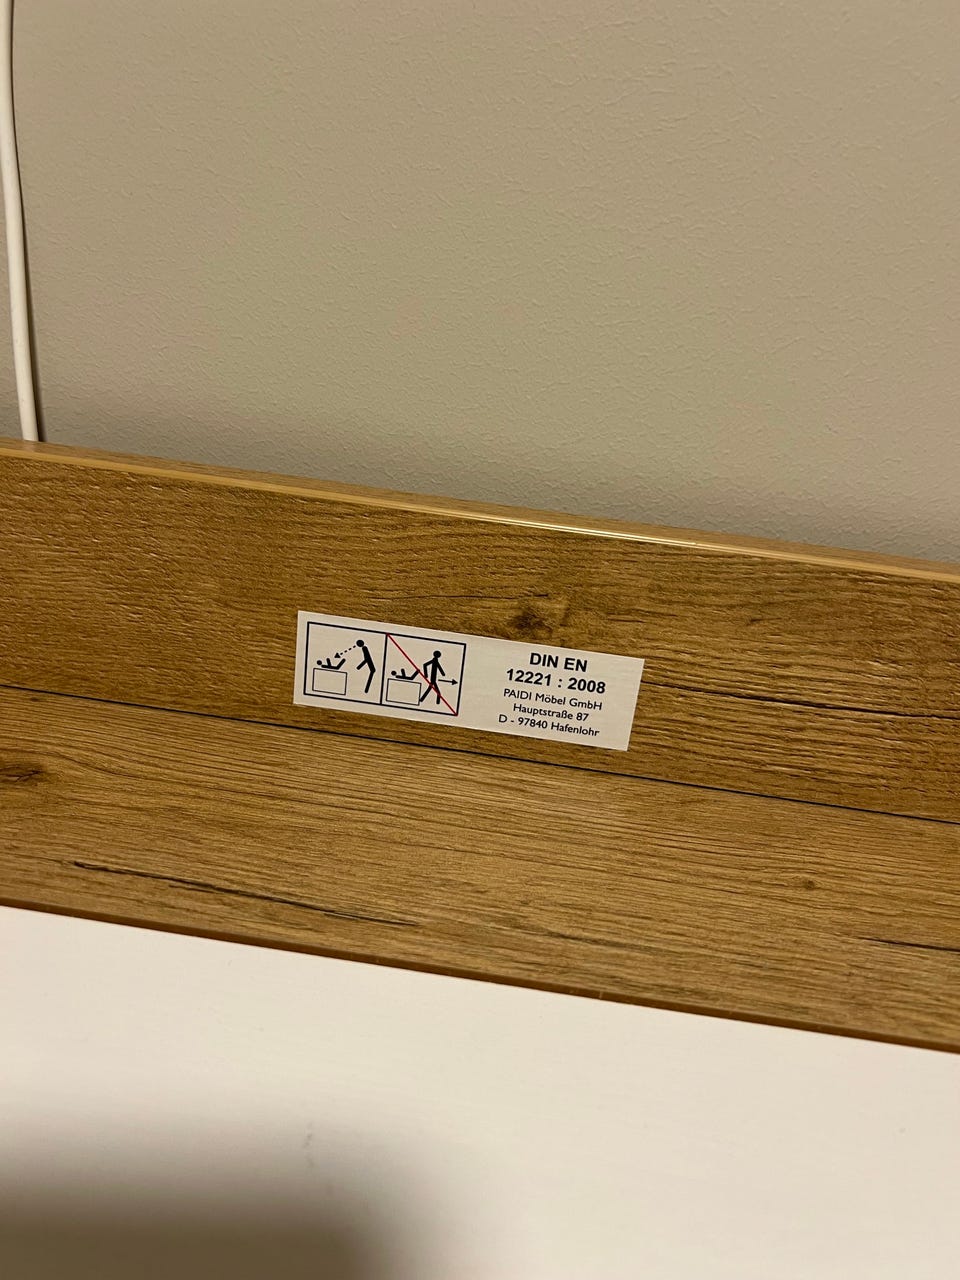 DIN EN
12221 : 2008
PAIDI Möbel GmbH
Hauptstraße 87
D - 97840 Hafenlohr